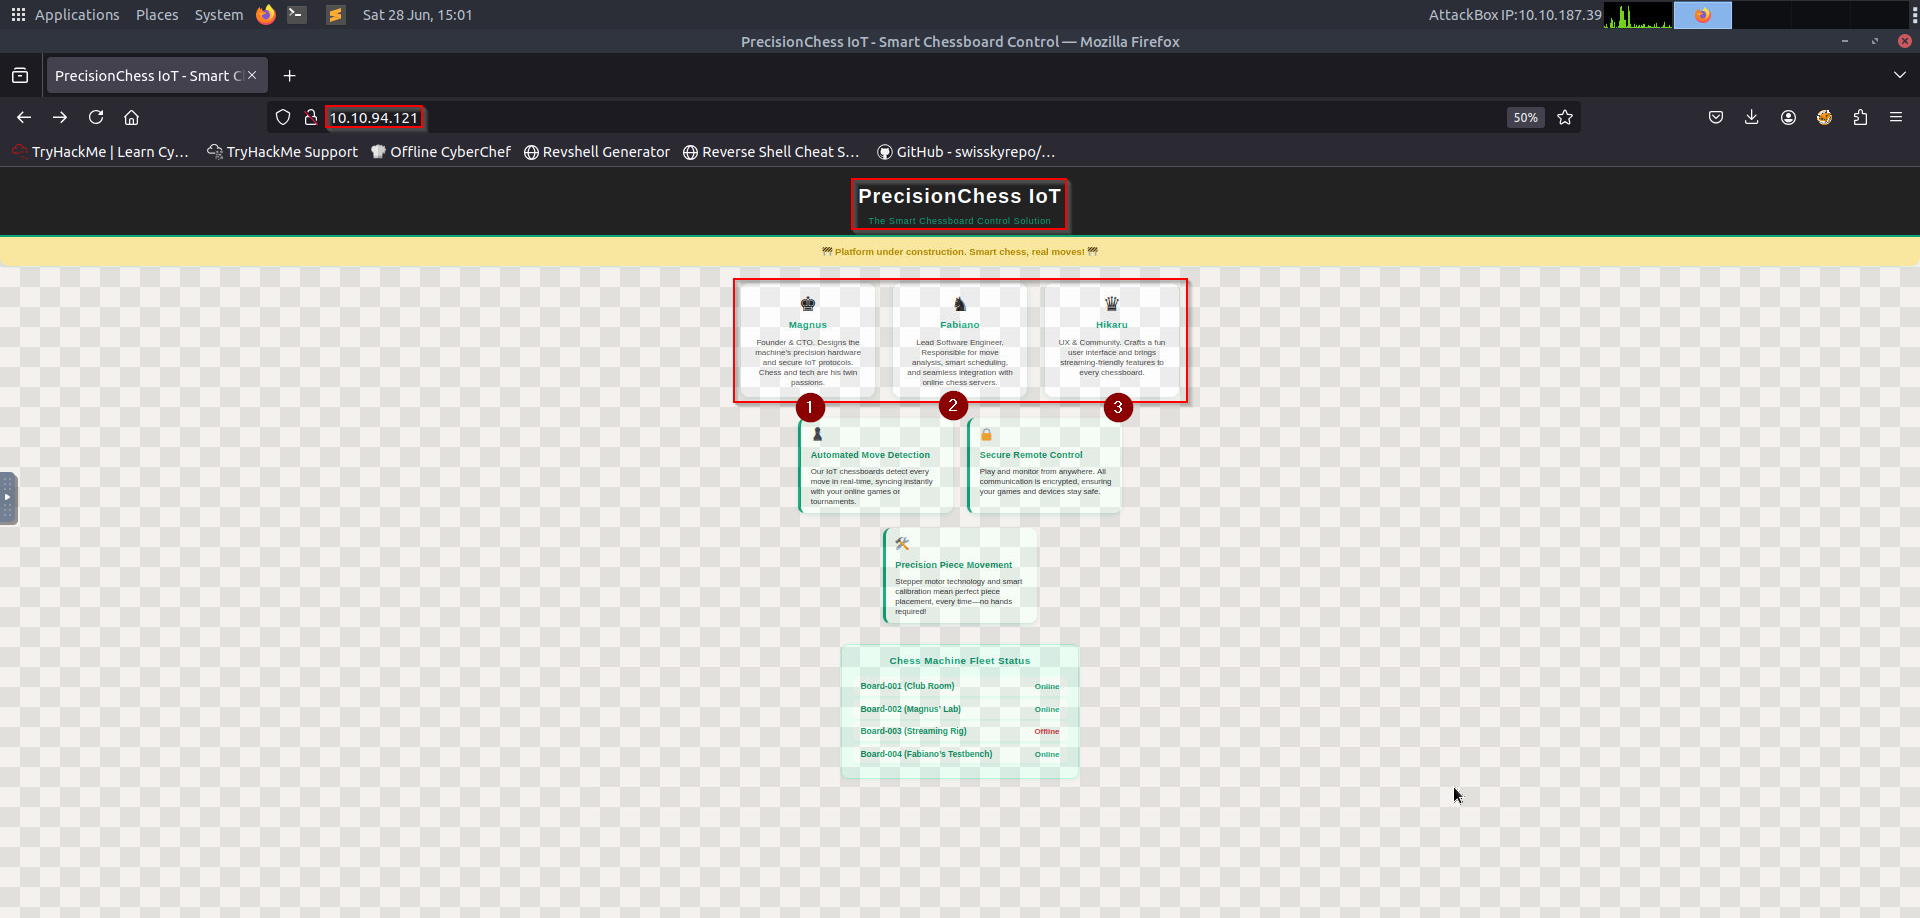 Applications Places System Sat 28 Jun, 15:01 AttackBox IP:10.10.187.39
PrecisionChess IoT - Smart Chessboard Control — Mozilla Firefox
PrecisionChess IoT - Smart C
10.10.94.121 50%
TryHackMe | Learn Cy… TryHackMe Support Offline CyberChef Revshell Generator Reverse Shell Cheat S… GitHub - swisskyrepo/…
PrecisionChess IoT
The Smart Chessboard Control Solution
Platform under construction. Smart chess, real moves!
Magnus
Founder & CTO. Designs the
machine's precision hardware
and secure IoT protocols.
Chess and tech are his twin
passions.
1
Fabiano
Lead Software Engineer.
Responsible for move
analysis, smart scheduling,
and seamless integration with
online chess servers.
2
Hikaru
UX & Community. Crafts a fun
user interface and brings
streaming-friendly features to
every chessboard.
3
Automated Move Detection
Our IoT chessboards detect every
move in real-time, syncing instantly
with your online games or
tournaments.
Secure Remote Control
Play and monitor from anywhere. All
communication is encrypted, ensuring
your games and devices stay safe.
Precision Piece Movement
Stepper motor technology and smart
calibration mean perfect piece
placement, every time—no hands
required!
Chess Machine Fleet Status
Board-001 (Club Room) Online
Board-002 (Magnus' Lab) Online
Board-003 (Streaming Rig) Offline
Board-004 (Fabiano's Testbench) Online